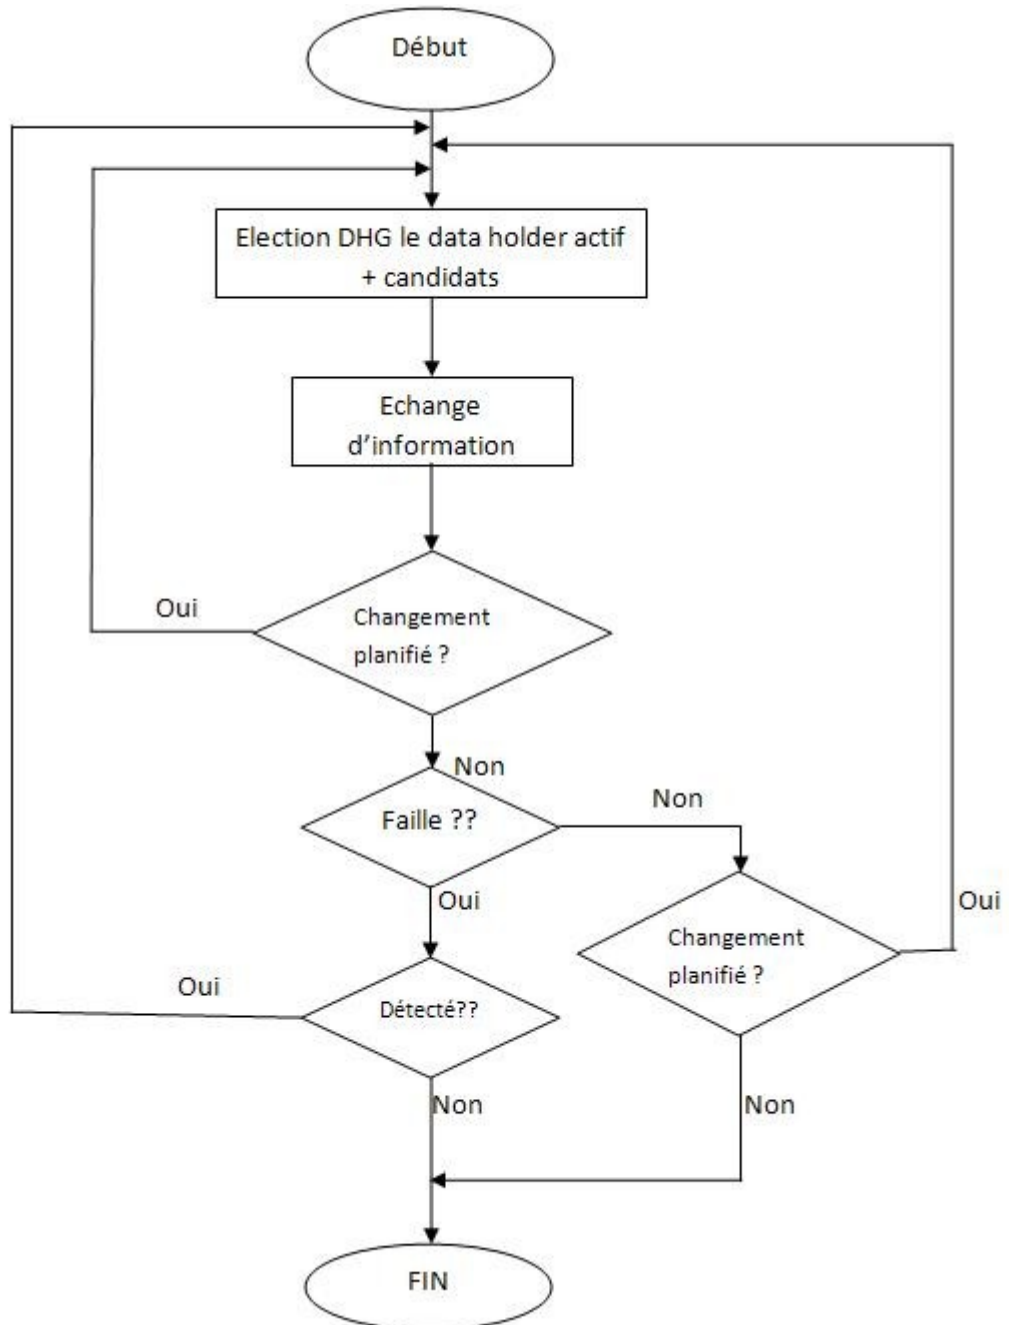 Début
Election DHG le data holder actif
+ candidats
Echange
d’information
Oui
Changement
planifié ?
Non
Faille ??
Non
Oui
Changement
planifié ?
Oui
Oui
Détecté??
Non
Non
FIN